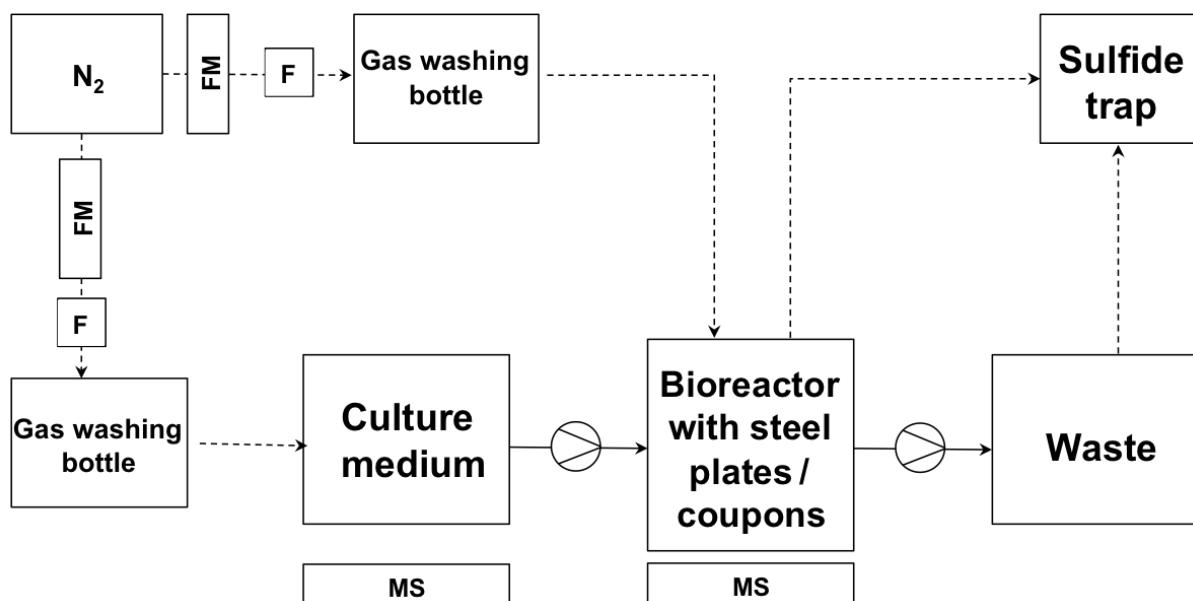 N₂
FM
F
Gas washing
bottle
Sulfide
trap
FM
F
Gas washing
bottle
Culture
medium
Bioreactor
with steel
plates /
coupons
Waste
MS
MS